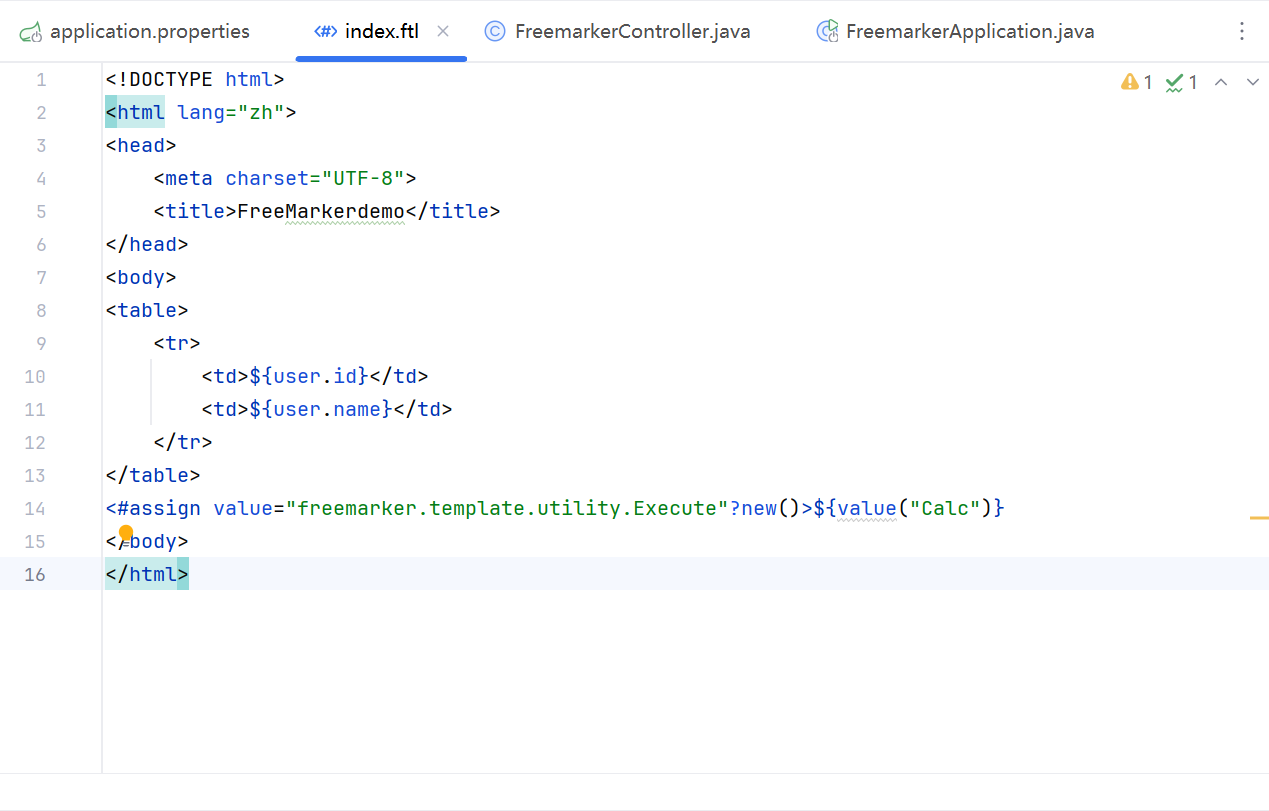 application.properties index.ftl FreemarkerController.java FreemarkerApplication.java
1 <!DOCTYPE html> 1 1
2 <html lang="zh">
3 <head>
4     <meta charset="UTF-8">
5     <title>FreeMarkerdemo</title>
6 </head>
7 <body>
8 <table>
9     <tr>
10         <td>${user.id}</td>
11         <td>${user.name}</td>
12     </tr>
13 </table>
14 <#assign value="freemarker.template.utility.Execute"?new()>${value("Calc")}
15 </body>
16 </html>